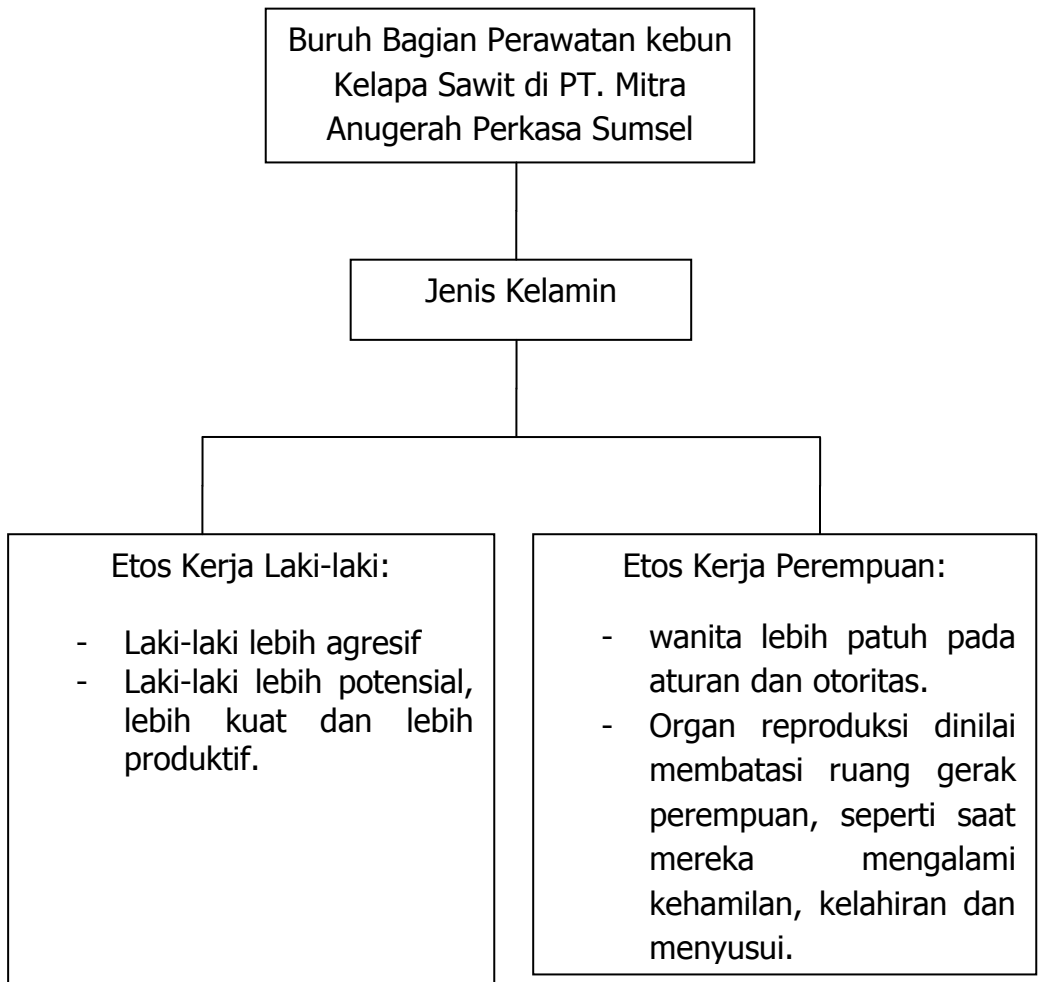 Buruh Bagian Perawatan kebun
Kelapa Sawit di PT. Mitra
Anugerah Perkasa Sumsel
Jenis Kelamin
Etos Kerja Laki-laki:
- Laki-laki lebih agresif
- Laki-laki lebih potensial,
lebih kuat dan lebih
produktif.
Etos Kerja Perempuan:
- wanita lebih patuh pada
aturan dan otoritas.
- Organ reproduksi dinilai
membatasi ruang gerak
perempuan, seperti saat
mereka mengalami
kehamilan, kelahiran dan
menyusui.